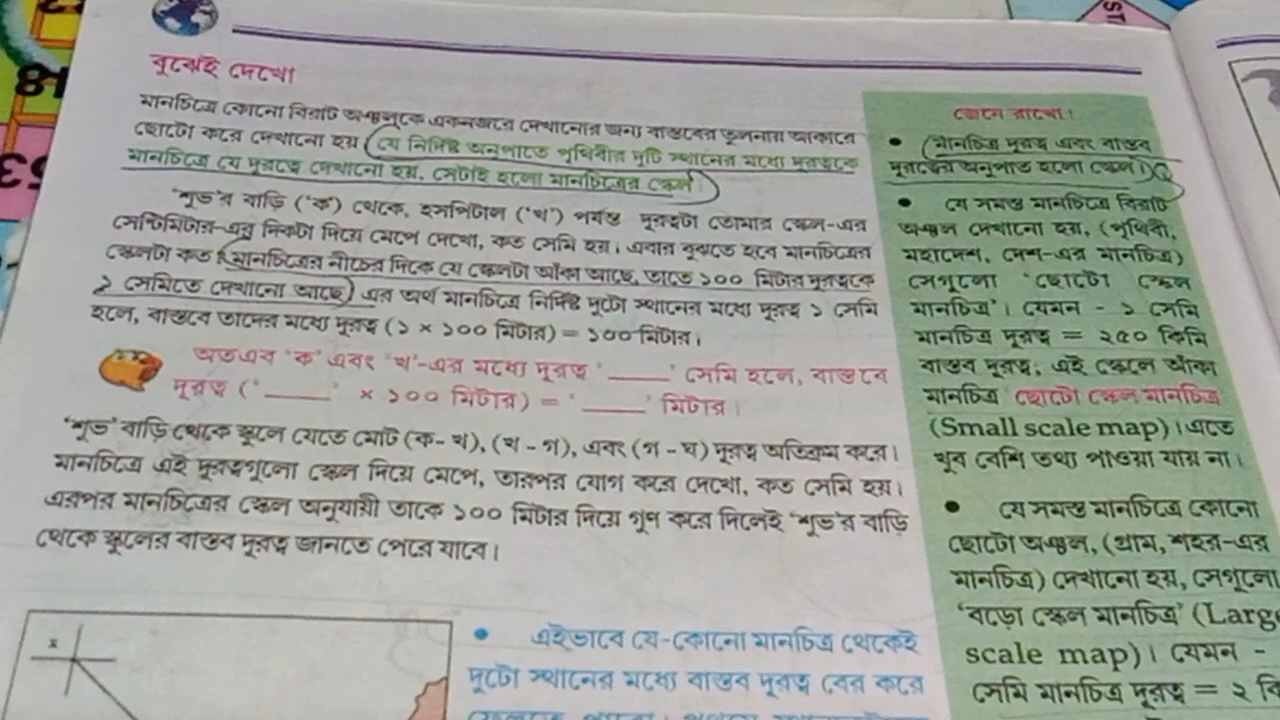 বুঝেই দেখো
মানচিত্রে কোনো বিরাট অঞ্চলকে একনজরে দেখানোর জন্য বাস্তবের তুলনায় আকারে
ছোটো করে দেখানো হয় (যে নির্দিষ্ট অনুপাতে পৃথিবীর দুটি স্থানের মধ্যে দূরত্বকে
মানচিত্রে যে দূরত্বে দেখানো হয়, সেটাই হলো মানচিত্রের স্কেল।)
'শুভ'র বাড়ি ('ক') থেকে, হসপিটাল ('খ') পর্যন্ত দূরত্বটা তোমার স্কেল-এর
সেন্টিমিটার-এর দিকটা দিয়ে মেপে দেখো, কত সেমি হয়। এবার বুঝতে হবে মানচিত্রের
স্কেলটা কত। মানচিত্রের নীচের দিকে যে স্কেলটা আঁকা আছে, তাতে ১০০ মিটার দূরত্বকে
১ সেমিতে দেখানো আছে) এর অর্থ মানচিত্রে নির্দিষ্ট দুটো স্থানের মধ্যে দূরত্ব ১ সেমি
হলে, বাস্তবে তাদের মধ্যে দূরত্ব (১ × ১০০ মিটার) = ১০০ মিটার।
অতএব 'ক' এবং 'খ'-এর মধ্যে দূরত্ব '_____' সেমি হলে, বাস্তবে
দূরত্ব ('_____' × ১০০ মিটার) = '_____' মিটার।
'শুভ' বাড়ি থেকে স্কুলে যেতে মোট (ক- খ), (খ - গ), এবং (গ - ঘ) দূরত্ব অতিক্রম করে।
মানচিত্রে এই দূরত্বগুলো স্কেল দিয়ে মেপে, তারপর যোগ করে দেখো, কত সেমি হয়।
এরপর মানচিত্রের স্কেল অনুযায়ী তাকে ১০০ মিটার দিয়ে গুণ করে দিলেই 'শুভ'র বাড়ি
থেকে স্কুলের বাস্তব দূরত্ব জানতে পেরে যাবে।
x
• এইভাবে যে-কোনো মানচিত্র থেকেই
দুটো স্থানের মধ্যে বাস্তব দূরত্ব বের করে
জেনে রাখো।
• (মানচিত্র দূরত্ব এবং বাস্তব
দূরত্বের অনুপাত হলো স্কেল।)
• যে সমস্ত মানচিত্রে বিরাট
অঞ্চল দেখানো হয়, (পৃথিবী,
মহাদেশ, দেশ-এর মানচিত্র)
সেগুলো 'ছোটো স্কেল
মানচিত্র'। যেমন - ১ সেমি
মানচিত্র দূরত্ব = ২৫০ কিমি
বাস্তব দূরত্ব; এই স্কেলে আঁকা
মানচিত্র ছোটো স্কেল মানচিত্র
(Small scale map)। এতে
খুব বেশি তথ্য পাওয়া যায় না।
• যে সমস্ত মানচিত্রে কোনো
ছোটো অঞ্চল, (গ্রাম, শহর-এর
মানচিত্র) দেখানো হয়, সেগুলো
'বড়ো স্কেল মানচিত্র' (Large
scale map)। যেমন -
সেমি মানচিত্র দূরত্ব = ২ কি